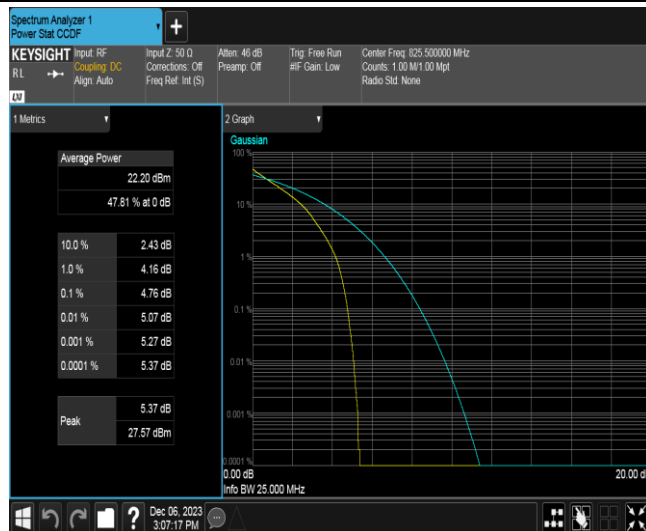 Spectrum Analyzer 1
Power Stat CCDF
+
KEYSIGHT
RL
Input: RF
Coupling: DC
Align: Auto
Input Z: 50 Ω
Corrections: Off
Freq Ref: Int (S)
Atten: 46 dB
Preamp: Off
Trig: Free Run
#IF Gain: Low
Center Freq: 825.500000 MHz
Counts: 1.00 M/1.00 Mpt
Radio Std: None
1 Metrics
Average Power
22.20 dBm
47.81 % at 0 dB
10.0 % 2.43 dB
1.0 % 4.16 dB
0.1 % 4.76 dB
0.01 % 5.07 dB
0.001 % 5.27 dB
0.0001 % 5.37 dB
Peak
5.37 dB
27.57 dBm
2 Graph
Gaussian
100 %
10 %
1 %
0.1 %
0.01 %
0.001 %
0.0001 %
0.00 dB
20.00 d
Info BW 25.000 MHz
?
Dec 06, 2023
3:07:17 PM